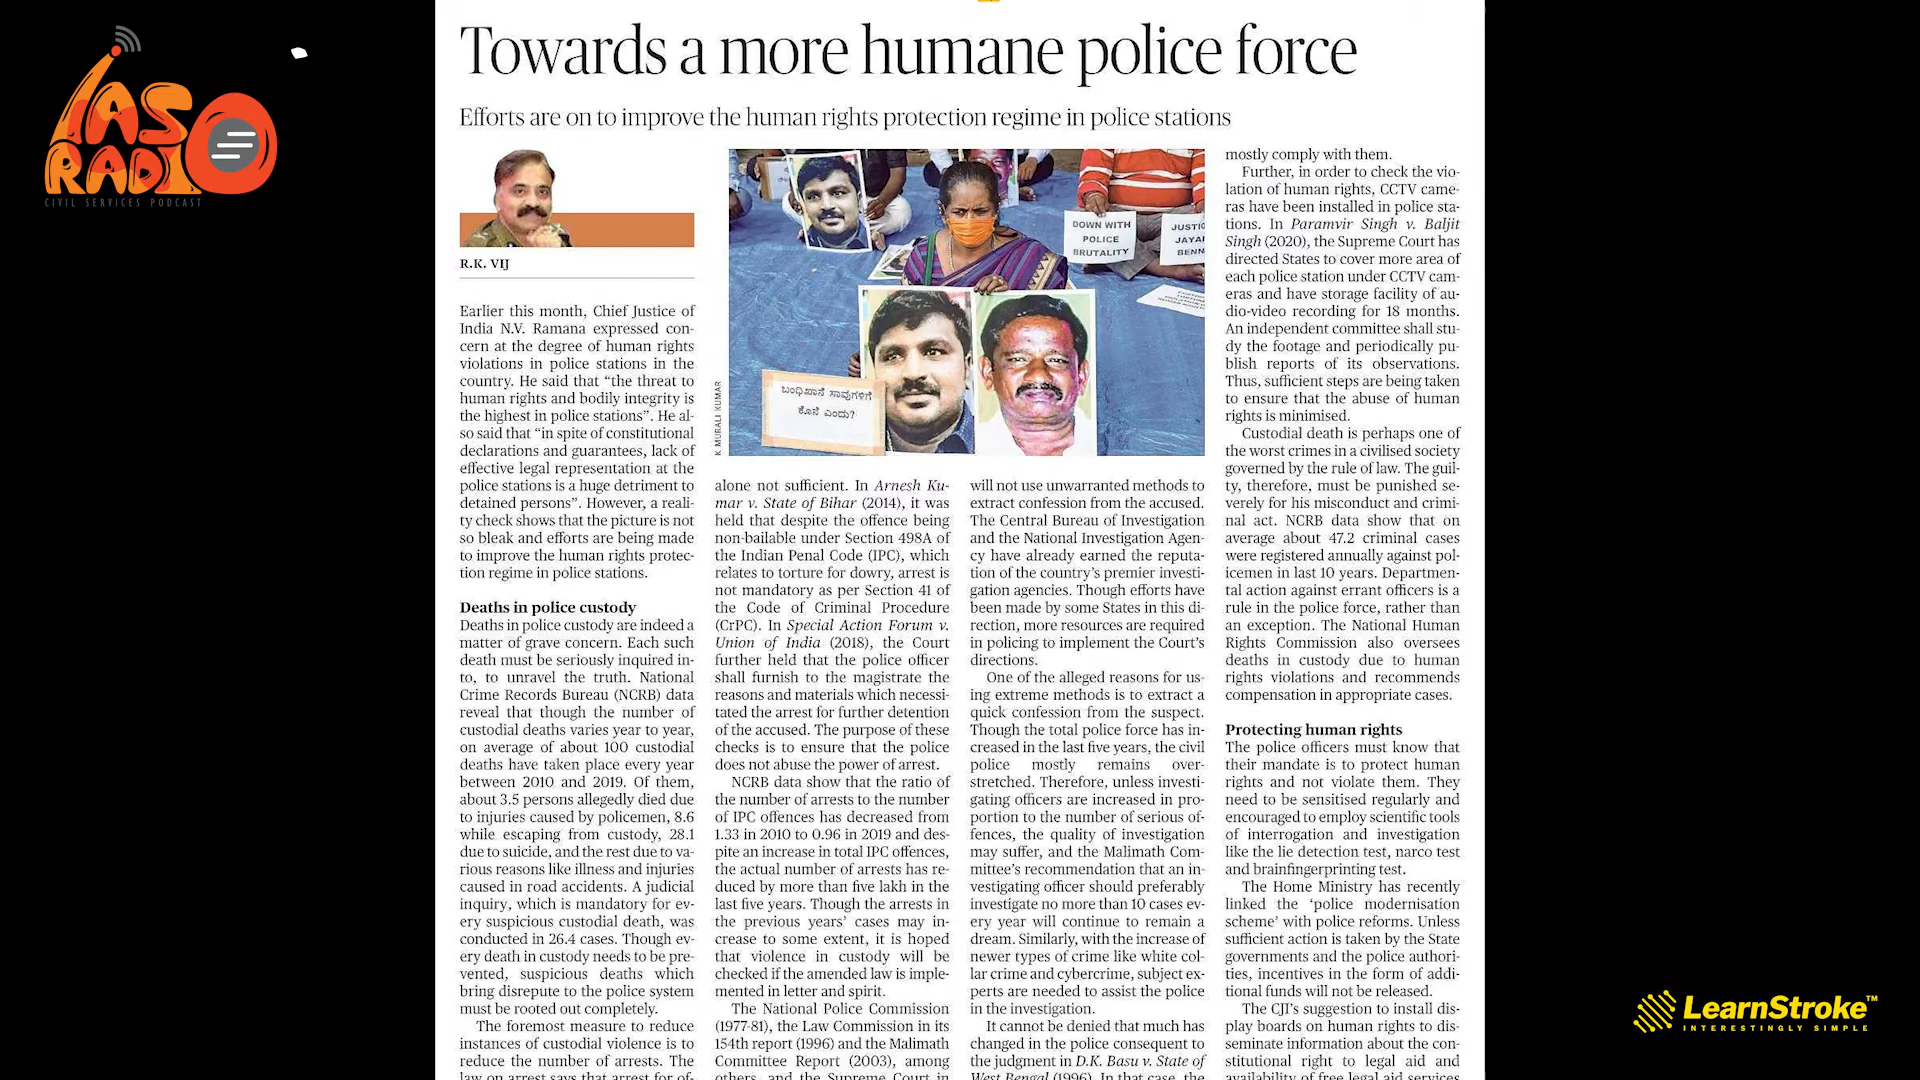 IAS
RADIO
CIVIL SERVICES PODCAST
Towards a more humane police force
Efforts are on to improve the human rights protection regime in police stations
R.K. VIJ
Earlier this month, Chief Justice of
India N.V. Ramana expressed con-
cern at the degree of human rights
violations in police stations in the
country. He said that “the threat to
human rights and bodily integrity is
the highest in police stations”. He al-
so said that “in spite of constitutional
declarations and guarantees, lack of
effective legal representation at the
police stations is a huge detriment to
detained persons”. However, a reali-
ty check shows that the picture is not
so bleak and efforts are being made
to improve the human rights protec-
tion regime in police stations.
Deaths in police custody
Deaths in police custody are indeed a
matter of grave concern. Each such
death must be seriously inquired in-
to, to unravel the truth. National
Crime Records Bureau (NCRB) data
reveal that though the number of
custodial deaths varies year to year,
on average of about 100 custodial
deaths have taken place every year
between 2010 and 2019. Of them,
about 3.5 persons allegedly died due
to injuries caused by policemen, 8.6
while escaping from custody, 28.1
due to suicide, and the rest due to va-
rious reasons like illness and injuries
caused in road accidents. A judicial
inquiry, which is mandatory for ev-
ery suspicious custodial death, was
conducted in 26.4 cases. Though ev-
ery death in custody needs to be pre-
vented, suspicious deaths which
bring disrepute to the police system
must be rooted out completely.
The foremost measure to reduce
instances of custodial violence is to
reduce the number of arrests. The
law on arrest says that arrest for of-
K MURALI KUMAR
DOWN WITH
POLICE
BRUTALITY
JUSTIC
JAYA
BENN
ಬಂಧಿಖಾನೆ ಸಾವುಗಳಿಗೆ
ಕೊನೆ ಎಂದು?
alone not sufficient. In Arnesh Ku-
mar v. State of Bihar (2014), it was
held that despite the offence being
non-bailable under Section 498A of
the Indian Penal Code (IPC), which
relates to torture for dowry, arrest is
not mandatory as per Section 41 of
the Code of Criminal Procedure
(CrPC). In Special Action Forum v.
Union of India (2018), the Court
further held that the police officer
shall furnish to the magistrate the
reasons and materials which necessi-
tated the arrest for further detention
of the accused. The purpose of these
checks is to ensure that the police
does not abuse the power of arrest.
NCRB data show that the ratio of
the number of arrests to the number
of IPC offences has decreased from
1.33 in 2010 to 0.96 in 2019 and des-
pite an increase in total IPC offences,
the actual number of arrests has re-
duced by more than five lakh in the
last five years. Though the arrests in
the previous years’ cases may in-
crease to some extent, it is hoped
that violence in custody will be
checked if the amended law is imple-
mented in letter and spirit.
The National Police Commission
(1977-81), the Law Commission in its
154th report (1996) and the Malimath
Committee Report (2003), among
others, and the Supreme Court in
will not use unwarranted methods to
extract confession from the accused.
The Central Bureau of Investigation
and the National Investigation Agen-
cy have already earned the reputa-
tion of the country’s premier investi-
gation agencies. Though efforts have
been made by some States in this di-
rection, more resources are required
in policing to implement the Court’s
directions.
One of the alleged reasons for us-
ing extreme methods is to extract a
quick confession from the suspect.
Though the total police force has in-
creased in the last five years, the civil
police mostly remains over-
stretched. Therefore, unless investi-
gating officers are increased in pro-
portion to the number of serious of-
fences, the quality of investigation
may suffer, and the Malimath Com-
mittee’s recommendation that an in-
vestigating officer should preferably
investigate no more than 10 cases ev-
ery year will continue to remain a
dream. Similarly, with the increase of
newer types of crime like white col-
lar crime and cybercrime, subject ex-
perts are needed to assist the police
in the investigation.
It cannot be denied that much has
changed in the police consequent to
the judgment in D.K. Basu v. State of
West Bengal (1996). In that case, the
mostly comply with them.
Further, in order to check the vio-
lation of human rights, CCTV came-
ras have been installed in police sta-
tions. In Paramvir Singh v. Baljit
Singh (2020), the Supreme Court has
directed States to cover more area of
each police station under CCTV cam-
eras and have storage facility of au-
dio-video recording for 18 months.
An independent committee shall stu-
dy the footage and periodically pu-
blish reports of its observations.
Thus, sufficient steps are being taken
to ensure that the abuse of human
rights is minimised.
Custodial death is perhaps one of
the worst crimes in a civilised society
governed by the rule of law. The guil-
ty, therefore, must be punished se-
verely for his misconduct and crimi-
nal act. NCRB data show that on
average about 47.2 criminal cases
were registered annually against pol-
icemen in last 10 years. Departmen-
tal action against errant officers is a
rule in the police force, rather than
an exception. The National Human
Rights Commission also oversees
deaths in custody due to human
rights violations and recommends
compensation in appropriate cases.
Protecting human rights
The police officers must know that
their mandate is to protect human
rights and not violate them. They
need to be sensitised regularly and
encouraged to employ scientific tools
of interrogation and investigation
like the lie detection test, narco test
and brainfingerprinting test.
The Home Ministry has recently
linked the ‘police modernisation
scheme’ with police reforms. Unless
sufficient action is taken by the State
governments and the police authori-
ties, incentives in the form of addi-
tional funds will not be released.
The CJI’s suggestion to install dis-
play boards on human rights to dis-
seminate information about the con-
stitutional right to legal aid and
availability of free legal aid services
LearnStroke™
INTERESTINGLY SIMPLE